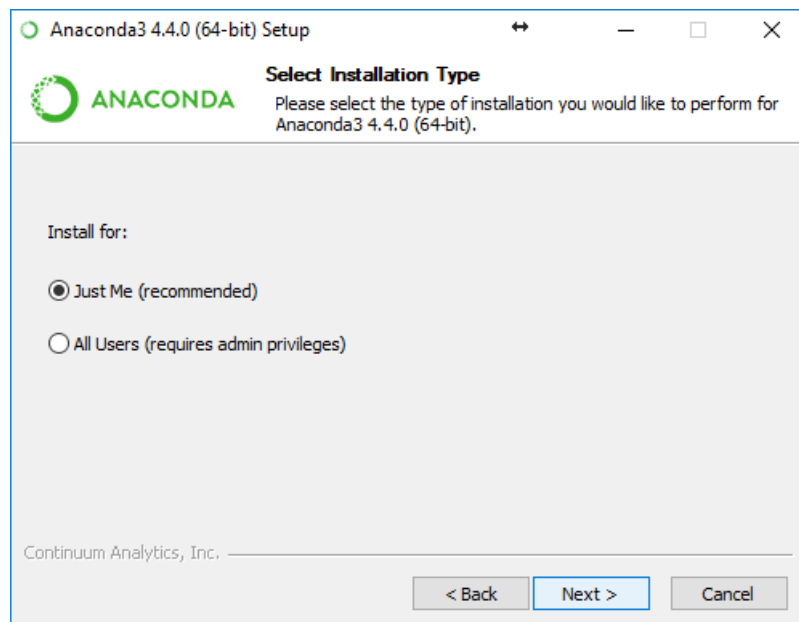 Anaconda3 4.4.0 (64-bit) Setup
ANACONDA
Select Installation Type
Please select the type of installation you would like to perform for
Anaconda3 4.4.0 (64-bit).
Install for:
Just Me (recommended)
All Users (requires admin privileges)
Continuum Analytics, Inc.
< Back
Next >
Cancel